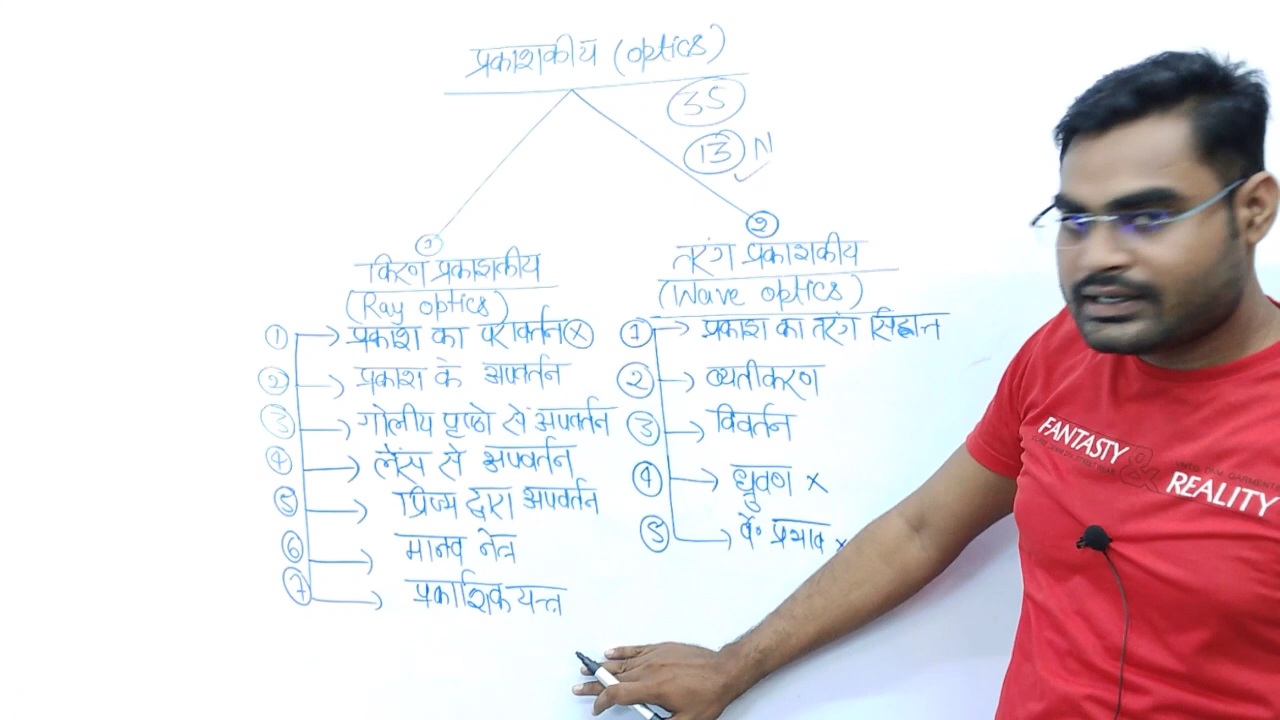 प्रकाशकीय (optics)
35
13 N
1
किरण प्रकाशकीय
(Ray optics)
1 → प्रकाश का परावर्तन X
2 → प्रकाश के अपवर्तन
3 → गोलीय पृष्ठो से अपवर्तन
4 → लेंस से अपवर्तन
5 → प्रिज्म द्वारा अपवर्तन
6 → मानव नेत्र
7 → प्रकाशिक यन्त्र
2
तरंग प्रकाशकीय
(Wave optics)
1 → प्रकाश का तरंग सिद्धान्त
2 → व्यतीकरण
3 → विवर्तन
4 → ध्रुवण x
5 → वै॰ प्रभाव x
FANTASY
&
REALITY